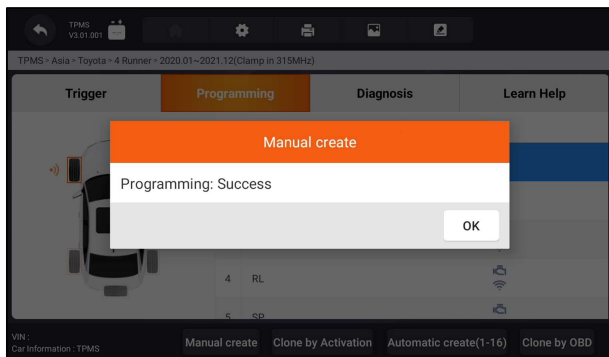 TPMS
V3.01.001
--.--
TPMS > Asia > Toyota > 4 Runner > 2020.01~2021.12(Clamp in 315MHz)
Trigger Programming Diagnosis Learn Help
Manual create
Programming: Success
OK
4 RL
5 SP
VIN :
Car Information : TPMS
Manual create Clone by Activation Automatic create(1-16) Clone by OBD